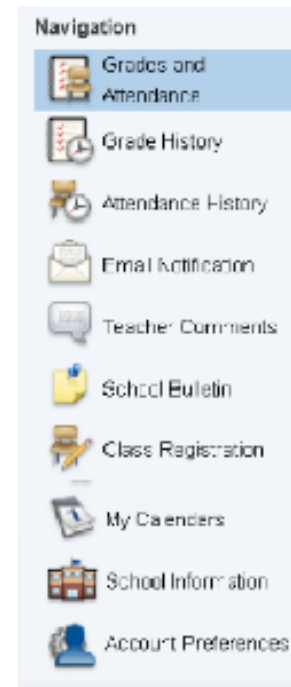 Navigation
Grades and
Attendance
Grade History
Attendance History
Email Notification
Teacher Comments
School Bulletin
Class Registration
My Calenders
School Information
Account Preferences